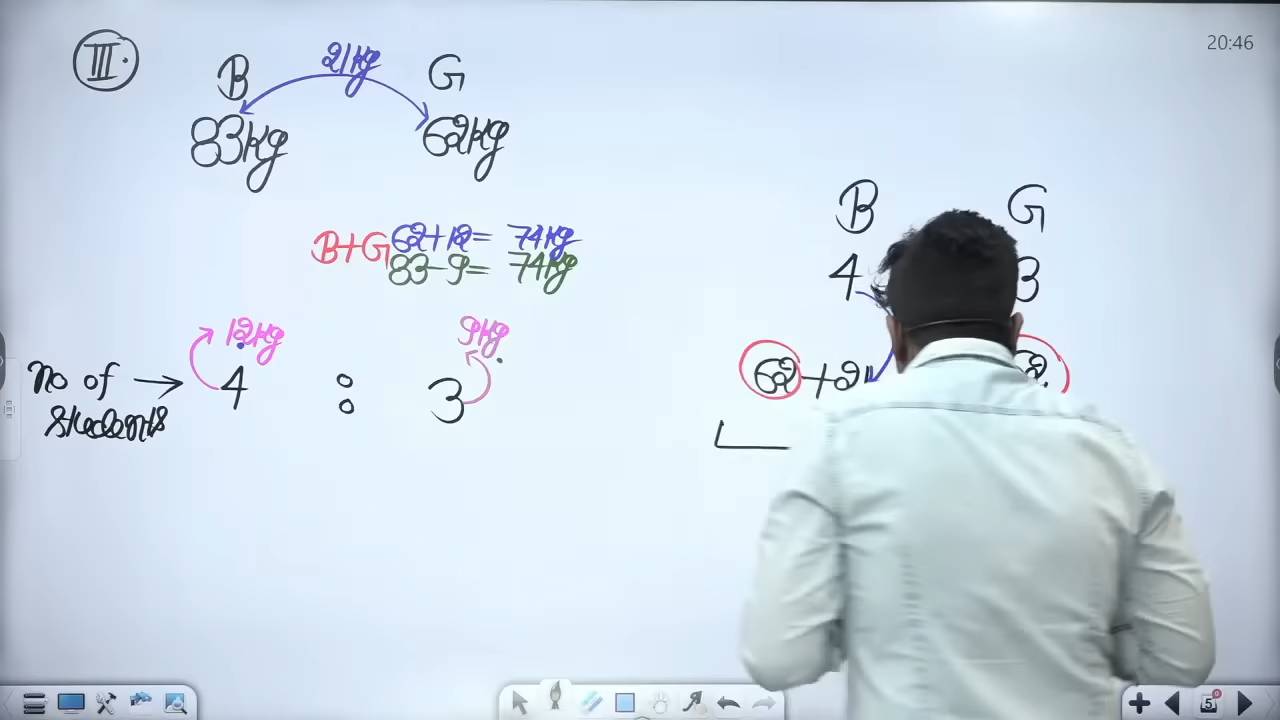 III.
20:46
B 21kg G
83kg 62kg
B+G 62+12= 74kg
83-9= 74kg
12kg 9kg
No of → 4 : 3
students
B G
4 3
62+21
5